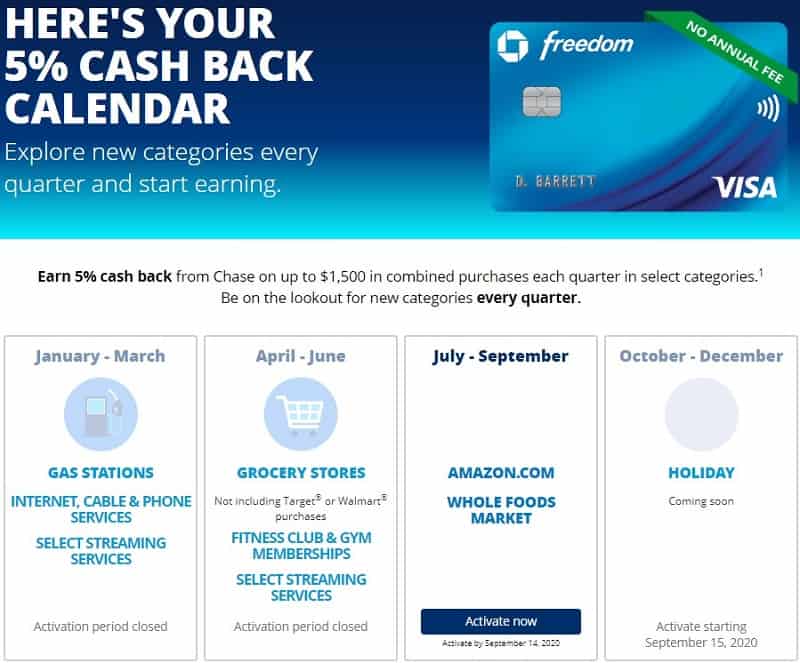 HERE'S YOUR
5% CASH BACK
CALENDAR
Explore new categories every
quarter and start earning.
freedom
NO ANNUAL FEE
D. BARRETT
VISA
Earn 5% cash back from Chase on up to $1,500 in combined purchases each quarter in select categories.1
Be on the lookout for new categories every quarter.
January - March
GAS STATIONS
INTERNET, CABLE & PHONE
SERVICES
SELECT STREAMING
SERVICES
Activation period closed
April - June
GROCERY STORES
Not including Target® or Walmart®
purchases
FITNESS CLUB & GYM
MEMBERSHIPS
SELECT STREAMING
SERVICES
Activation period closed
July - September
AMAZON.COM
WHOLE FOODS
MARKET
Activate now
Activate by September 14, 2020
October - December
HOLIDAY
Coming soon
Activate starting
September 15, 2020